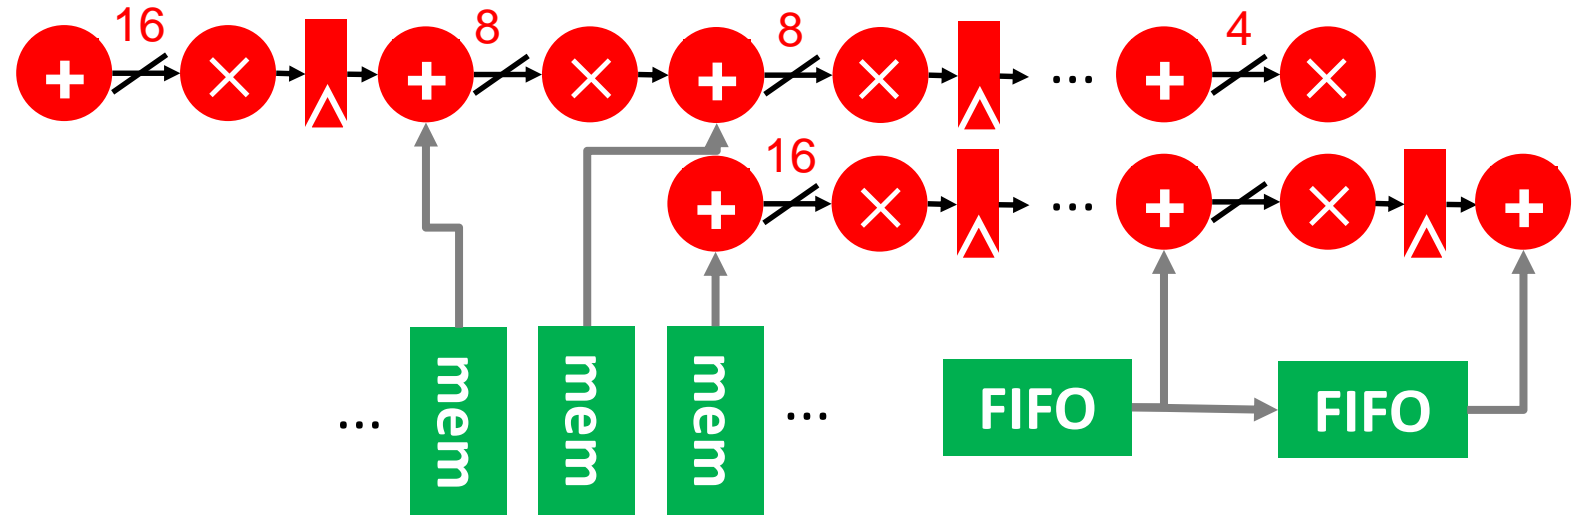 16 8 8 4
+ × + × + × ... + ×
16
+ × ... + × +
... mem mem mem ... FIFO FIFO